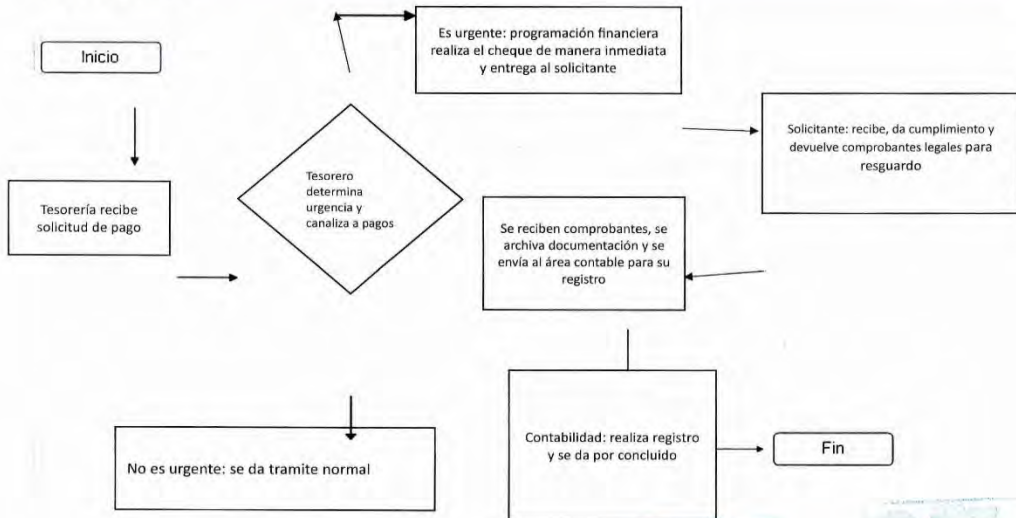 Inicio
Es urgente: programación financiera
realiza el cheque de manera inmediata
y entrega al solicitante
Solicitante: recibe, da cumplimiento y
devuelve comprobantes legales para
resguardo
Tesorería recibe
solicitud de pago
Tesorero
determina
urgencia y
canaliza a pagos
Se reciben comprobantes, se
archiva documentación y se
envía al área contable para su
registro
No es urgente: se da tramite normal
Contabilidad: realiza registro
y se da por concluido
Fin